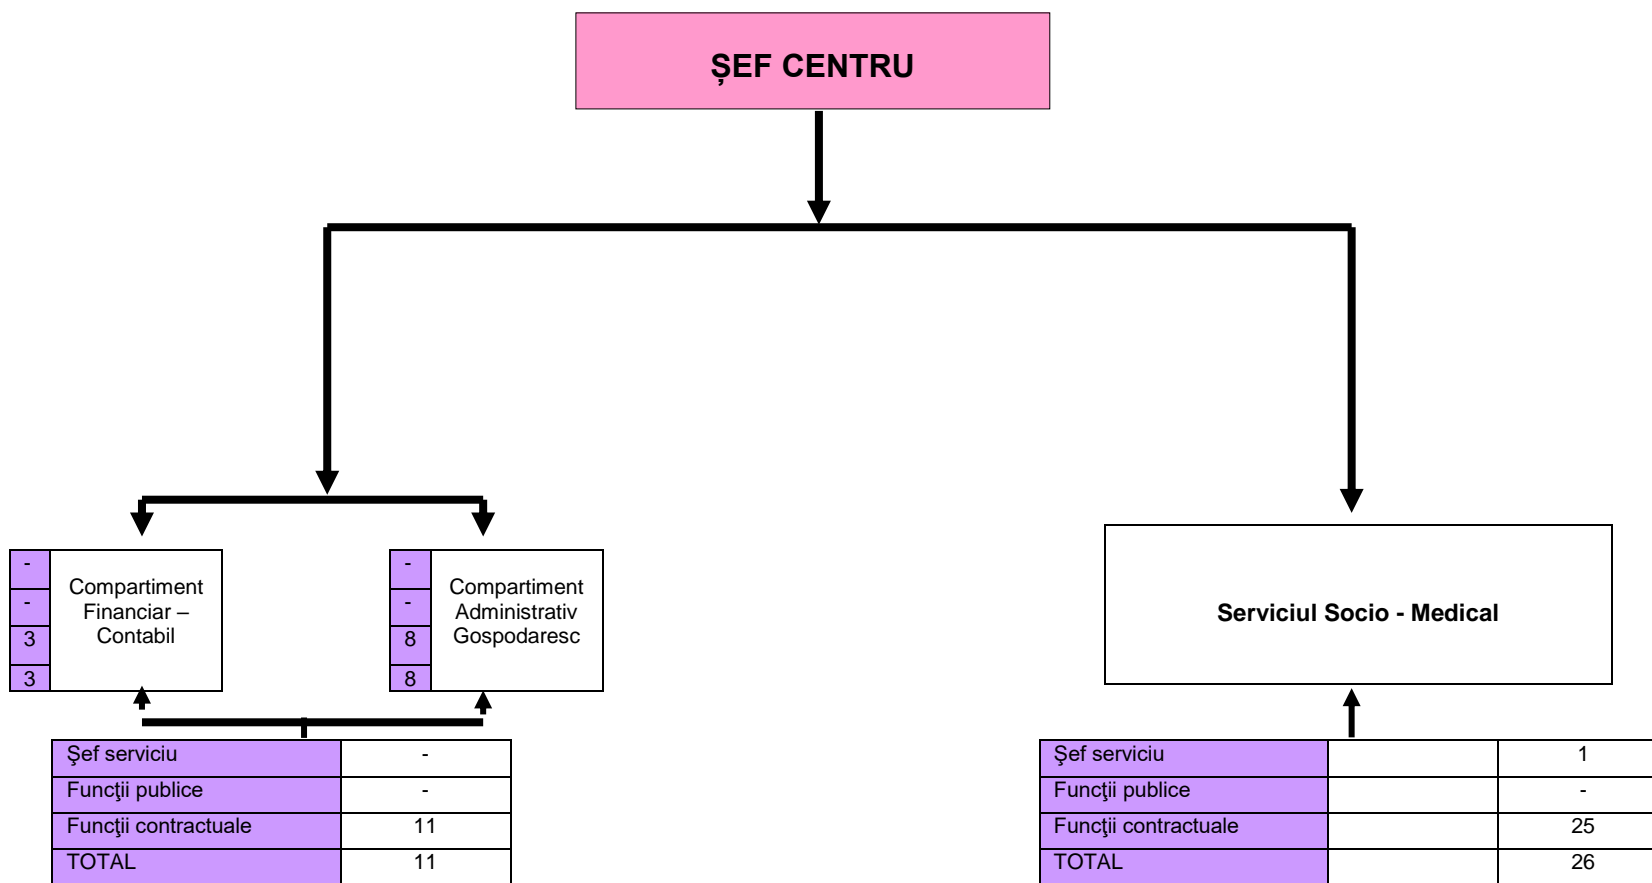 ȘEF CENTRU
-
-
3
3
Compartiment
Financiar –
Contabil
-
-
8
8
Compartiment
Administrativ
Gospodaresc
Serviciul Socio - Medical
Şef serviciu -
Funcţii publice -
Funcţii contractuale 11
TOTAL 11
Şef serviciu 1
Funcţii publice -
Funcţii contractuale 25
TOTAL 26